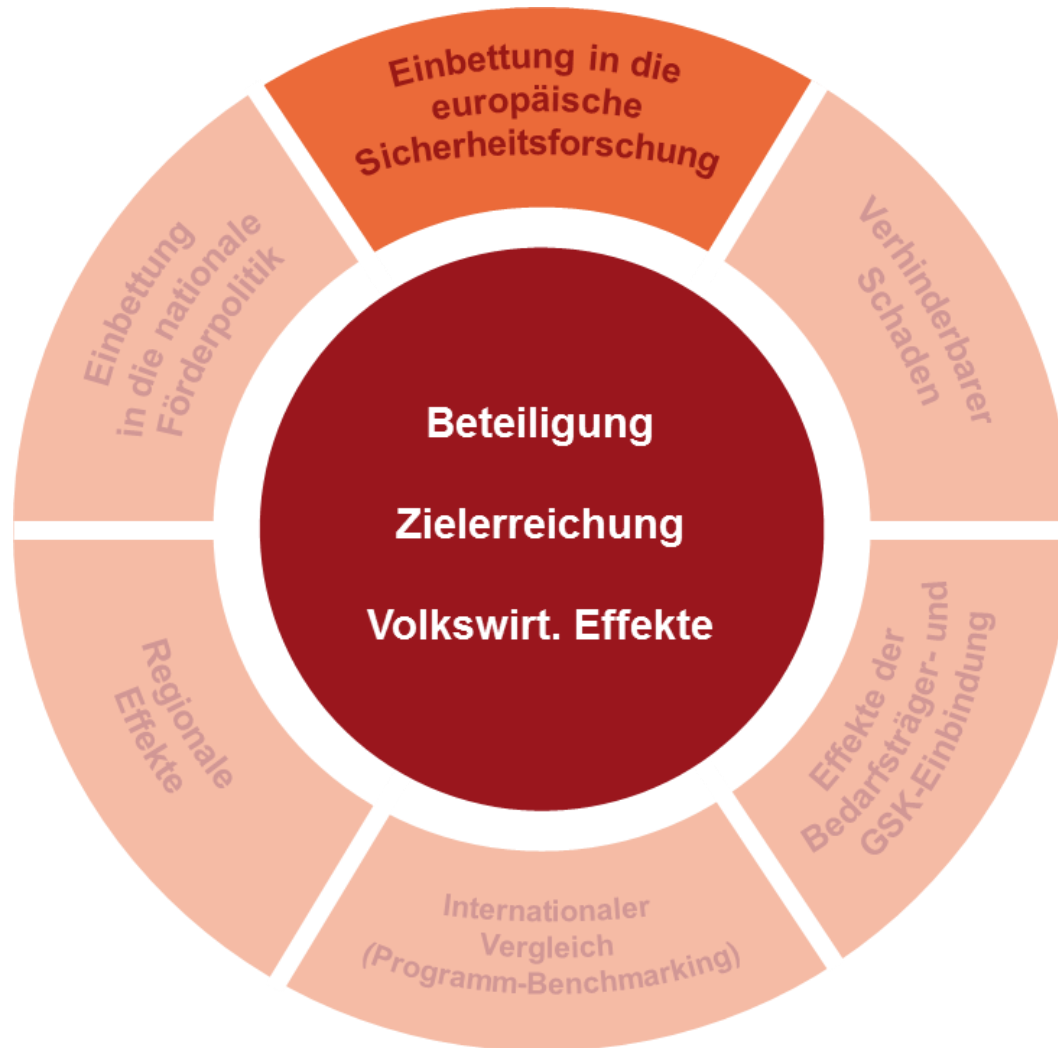 Einbettung in die
europäische
Sicherheitsforschung
Verhinderbarer
Schaden
Effekte der
Bedarfsträger- und
GSK-Einbindung
Internationaler
Vergleich
(Programm-Benchmarking)
Regionale
Effekte
Einbettung
in die nationale
Förderpolitik
Beteiligung
Zielerreichung
Volkswirt. Effekte